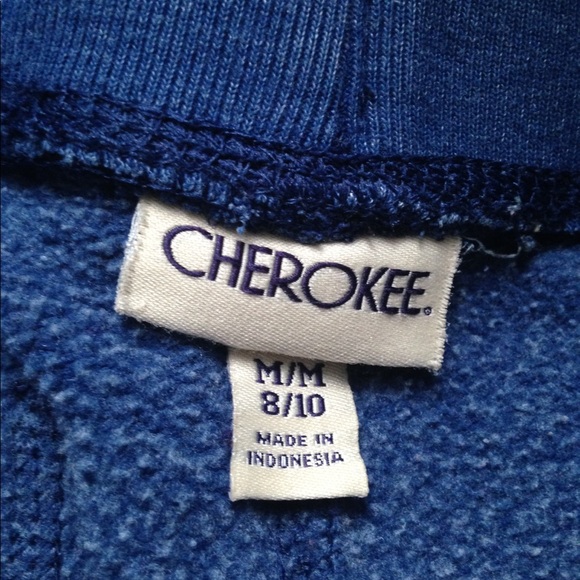 CHEROKEE.
M/M
8/10
MADE IN
INDONESIA